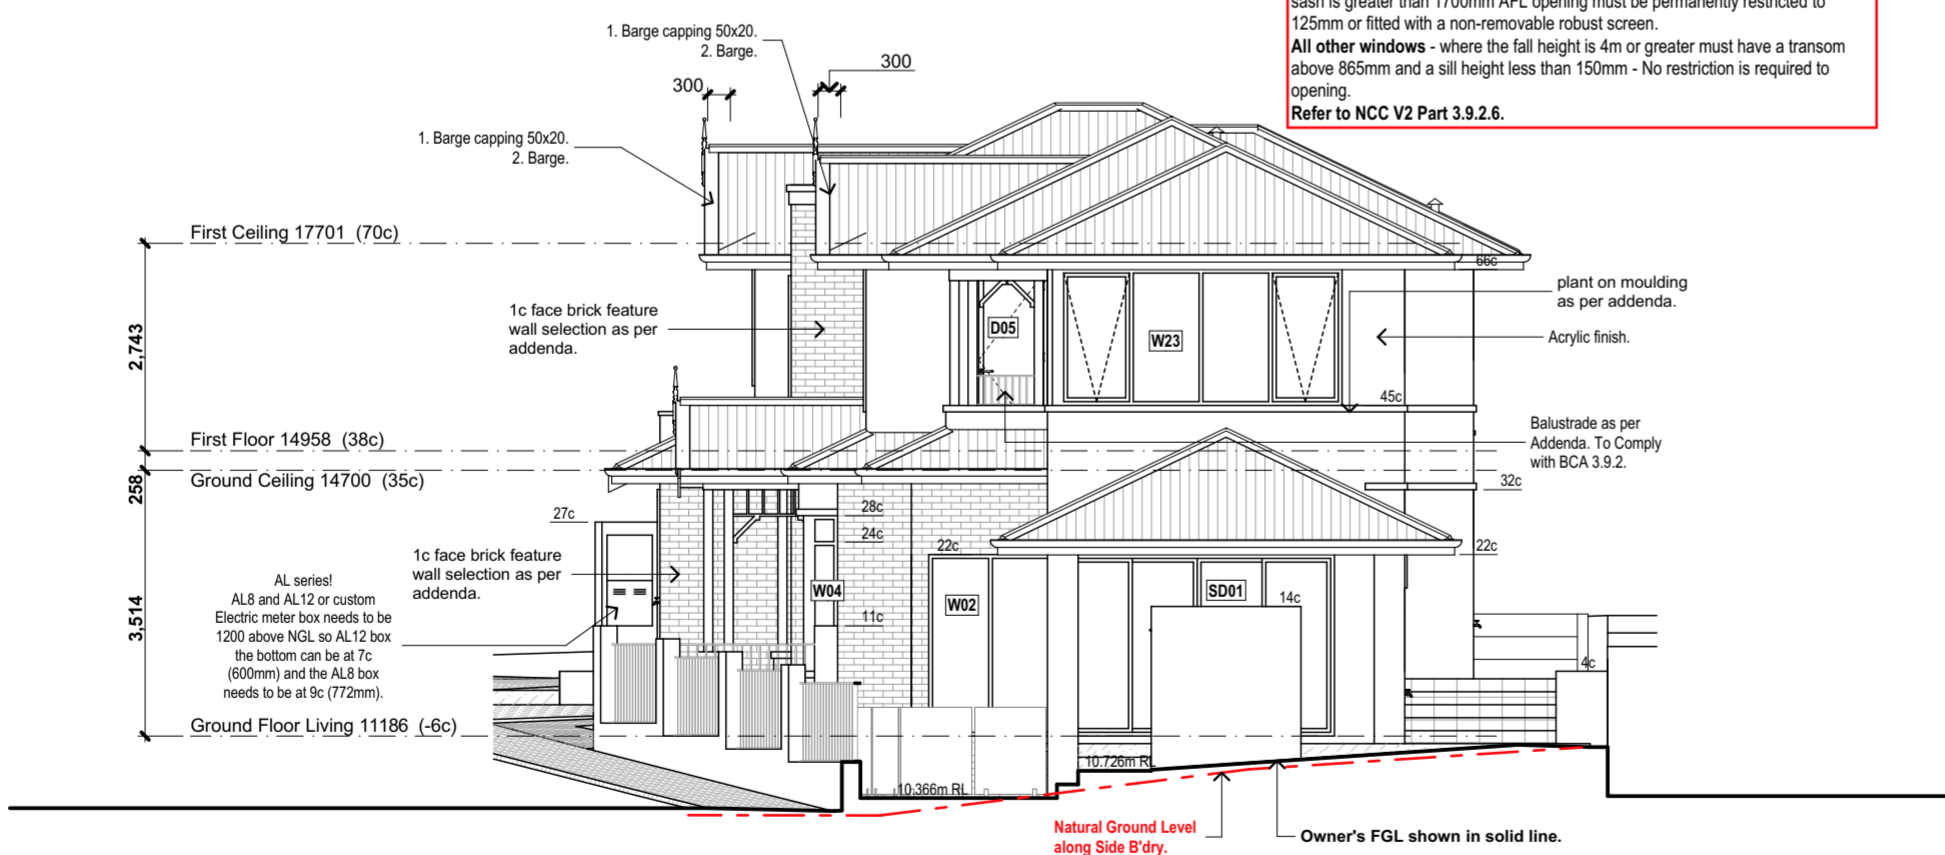 sash is greater than 1700mm AFL opening must be permanently restricted to
125mm or fitted with a non-removable robust screen.
All other windows - where the fall height is 4m or greater must have a transom
above 865mm and a sill height less than 150mm - No restriction is required to
opening.
Refer to NCC V2 Part 3.9.2.6.
1. Barge capping 50x20.
2. Barge.
300
300
1. Barge capping 50x20.
2. Barge.
First Ceiling 17701 (70c)
66c
plant on moulding
as per addenda.
1c face brick feature
wall selection as per
addenda.
D05
W23
Acrylic finish.
2,743
45c
Balustrade as per
Addenda. To Comply
with BCA 3.9.2.
First Floor 14958 (38c)
258
Ground Ceiling 14700 (35c)
32c
27c
28c
24c
22c
22c
1c face brick feature
wall selection as per
addenda.
AL series!
AL8 and AL12 or custom
Electric meter box needs to be
1200 above NGL so AL12 box
the bottom can be at 7c
(600mm) and the AL8 box
needs to be at 9c (772mm).
3,514
W04
W02
SD01
14c
11c
4c
Ground Floor Living 11186 (-6c)
10.726m RL
10.366m RL
Natural Ground Level
along Side B'dry.
Owner's FGL shown in solid line.